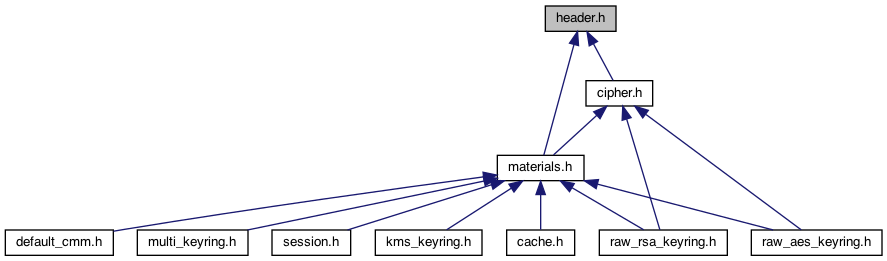 header.h
cipher.h
materials.h
default_cmm.h
multi_keyring.h
session.h
kms_keyring.h
cache.h
raw_rsa_keyring.h
raw_aes_keyring.h